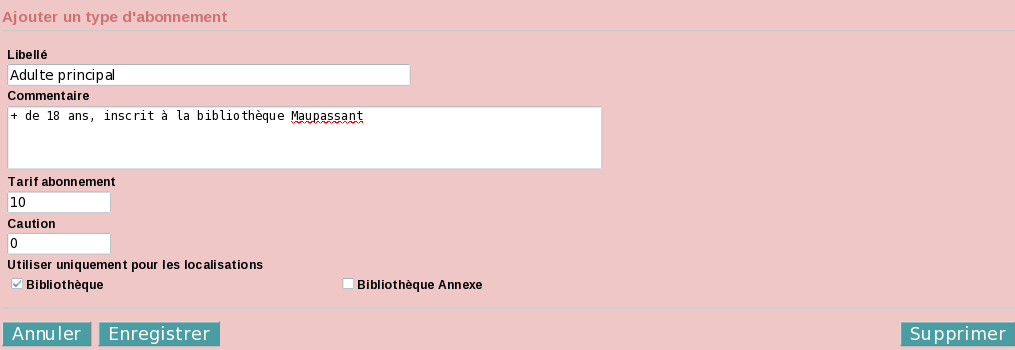 Ajouter un type d'abonnement
Libellé
Adulte principal
Commentaire
+ de 18 ans, inscrit à la bibliothèque Maupassant
Tarif abonnement
10
Caution
0
Utiliser uniquement pour les localisations
Bibliothèque Bibliothèque Annexe
Annuler Enregistrer Supprimer